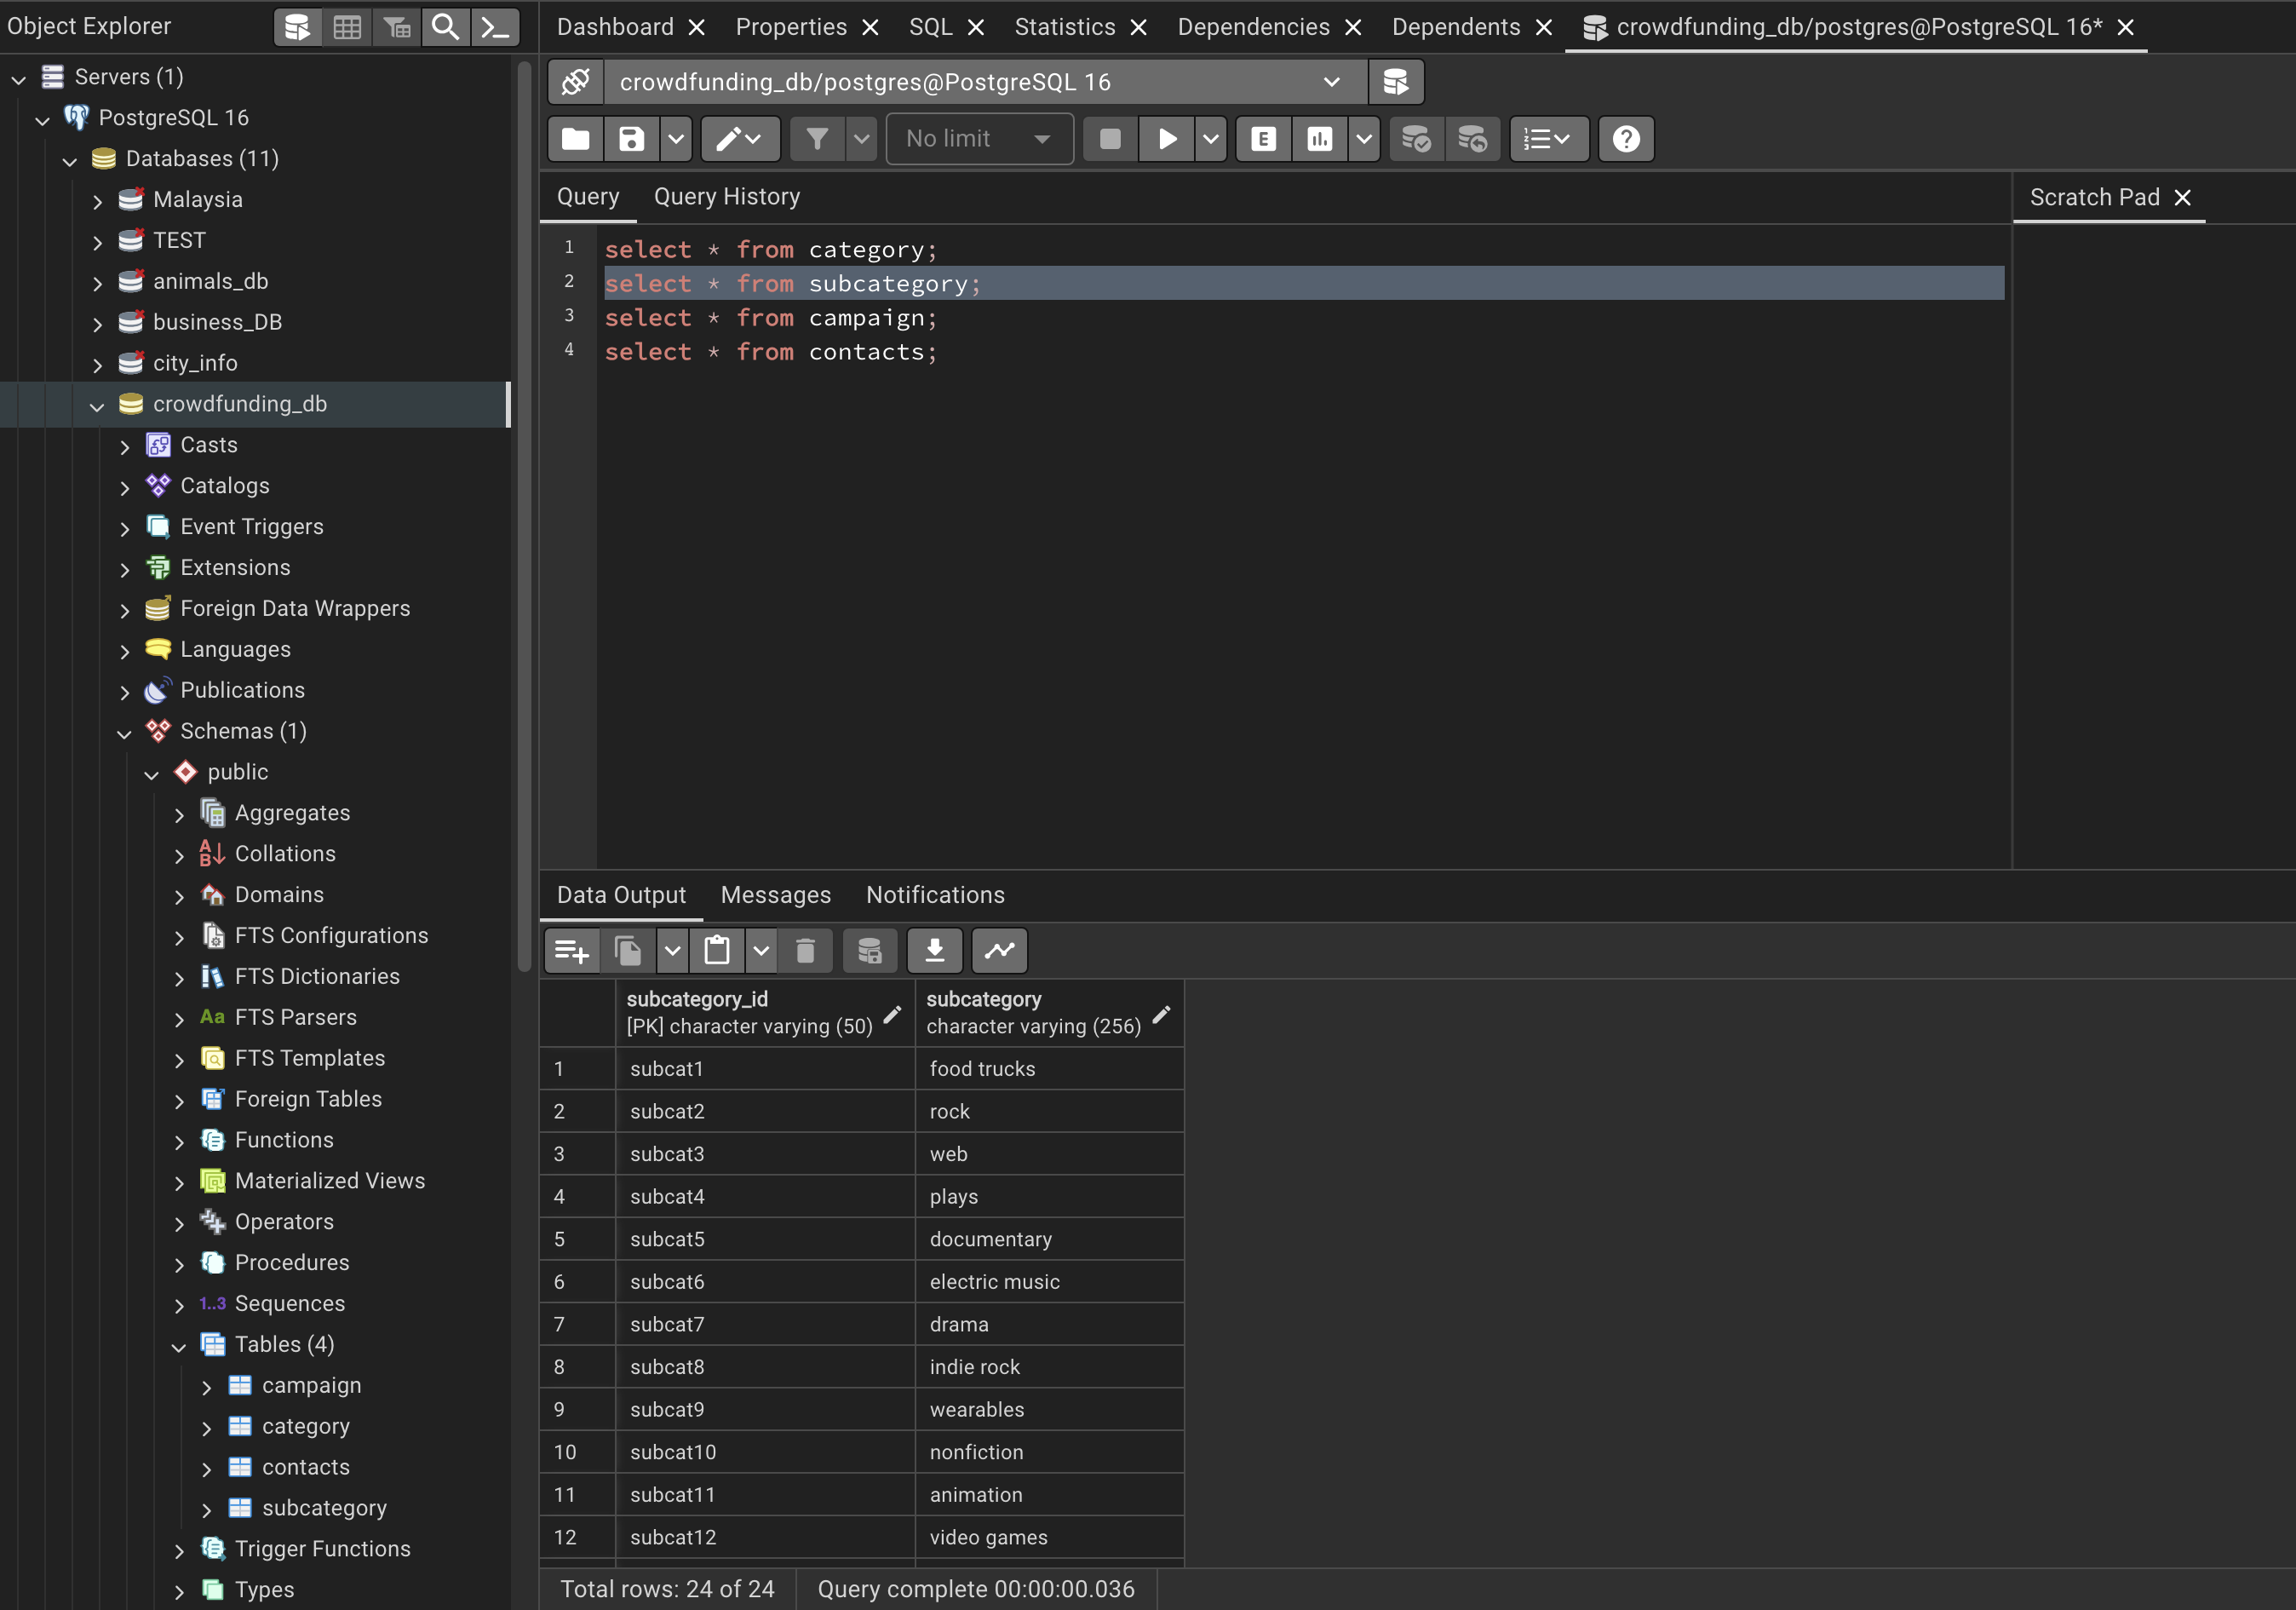 Object Explorer
Servers (1)
PostgreSQL 16
Databases (11)
Malaysia
TEST
animals_db
business_DB
city_info
crowdfunding_db
Casts
Catalogs
Event Triggers
Extensions
Foreign Data Wrappers
Languages
Publications
Schemas (1)
public
Aggregates
Collations
Domains
FTS Configurations
FTS Dictionaries
Aa FTS Parsers
FTS Templates
Foreign Tables
Functions
Materialized Views
Operators
Procedures
1..3 Sequences
Tables (4)
campaign
category
contacts
subcategory
Trigger Functions
Types
Dashboard Properties SQL Statistics Dependencies Dependents crowdfunding_db/postgres@PostgreSQL 16*
crowdfunding_db/postgres@PostgreSQL 16
No limit E
Query Query History
1 select * from category;
2 select * from subcategory;
3 select * from campaign;
4 select * from contacts;
Scratch Pad
Data Output Messages Notifications
subcategory_id subcategory
[PK] character varying (50) character varying (256)
1 subcat1 food trucks
2 subcat2 rock
3 subcat3 web
4 subcat4 plays
5 subcat5 documentary
6 subcat6 electric music
7 subcat7 drama
8 subcat8 indie rock
9 subcat9 wearables
10 subcat10 nonfiction
11 subcat11 animation
12 subcat12 video games
Total rows: 24 of 24 Query complete 00:00:00.036